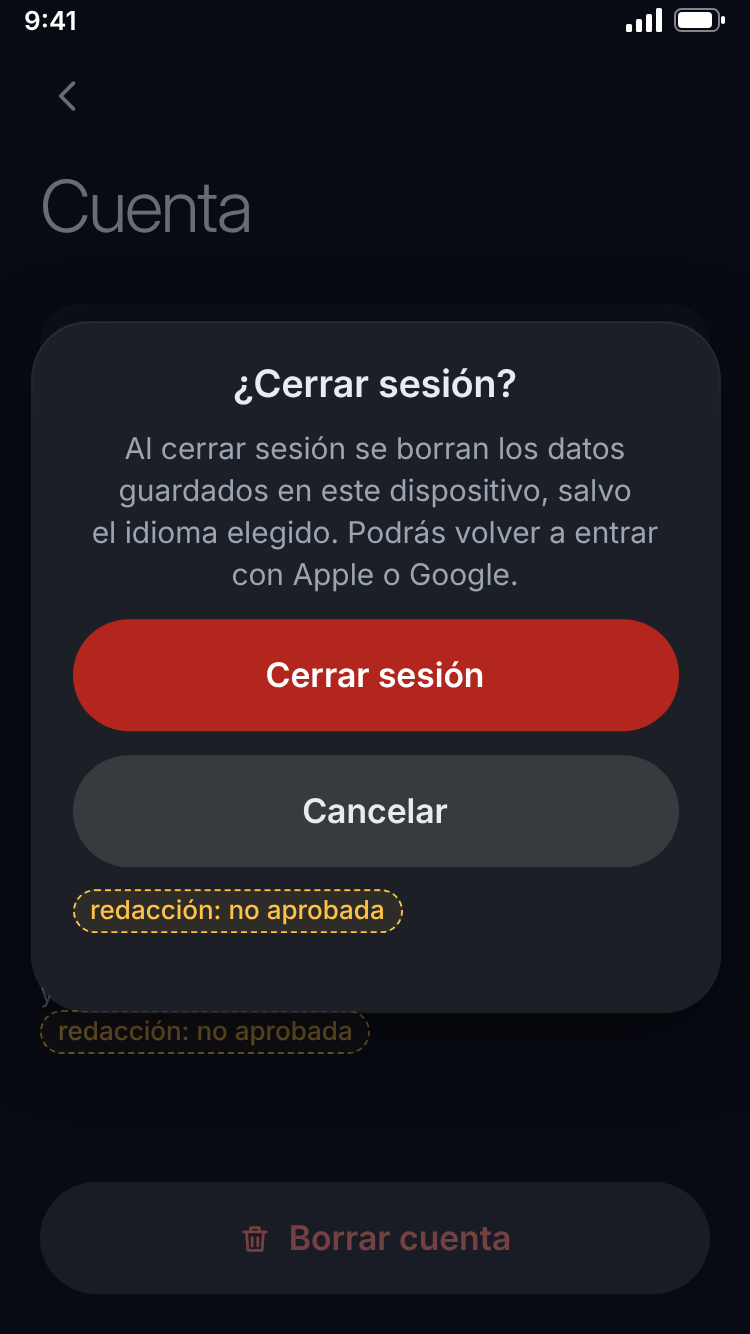 9:41
Cuenta
¿Cerrar sesión?
Al cerrar sesión se borran los datos
guardados en este dispositivo, salvo
el idioma elegido. Podrás volver a entrar
con Apple o Google.
Cerrar sesión
Cancelar
redacción: no aprobada
redacción: no aprobada
Borrar cuenta